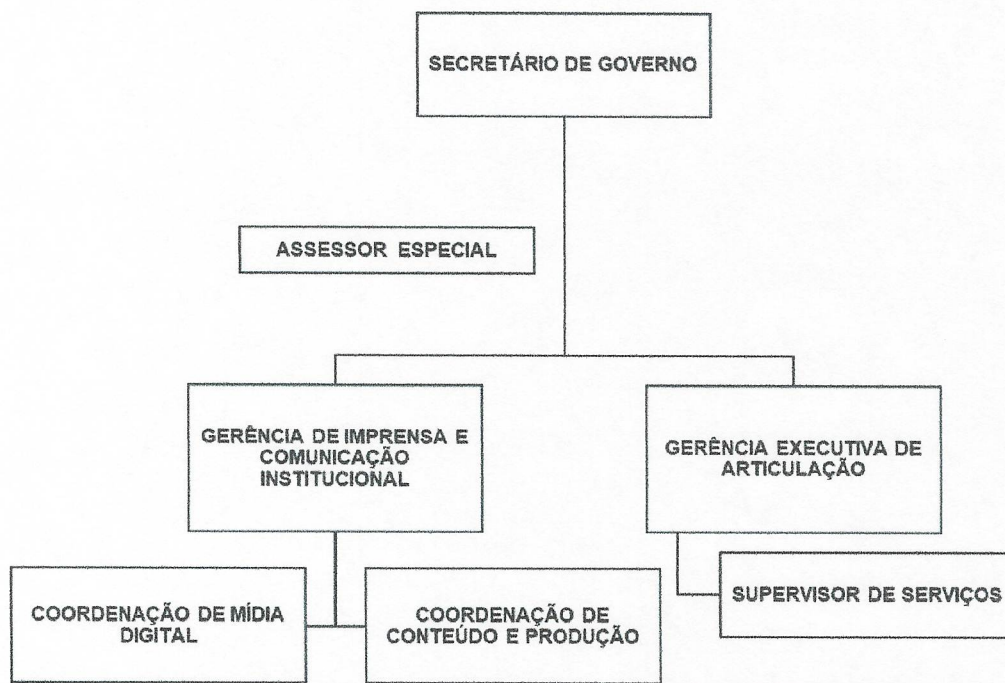 SECRETÁRIO DE GOVERNO
ASSESSOR ESPECIAL
GERÊNCIA DE IMPRENSA E
COMUNICAÇÃO
INSTITUCIONAL
GERÊNCIA EXECUTIVA DE
ARTICULAÇÃO
COORDENAÇÃO DE MÍDIA
DIGITAL
COORDENAÇÃO DE
CONTEÚDO E PRODUÇÃO
SUPERVISOR DE SERVIÇOS